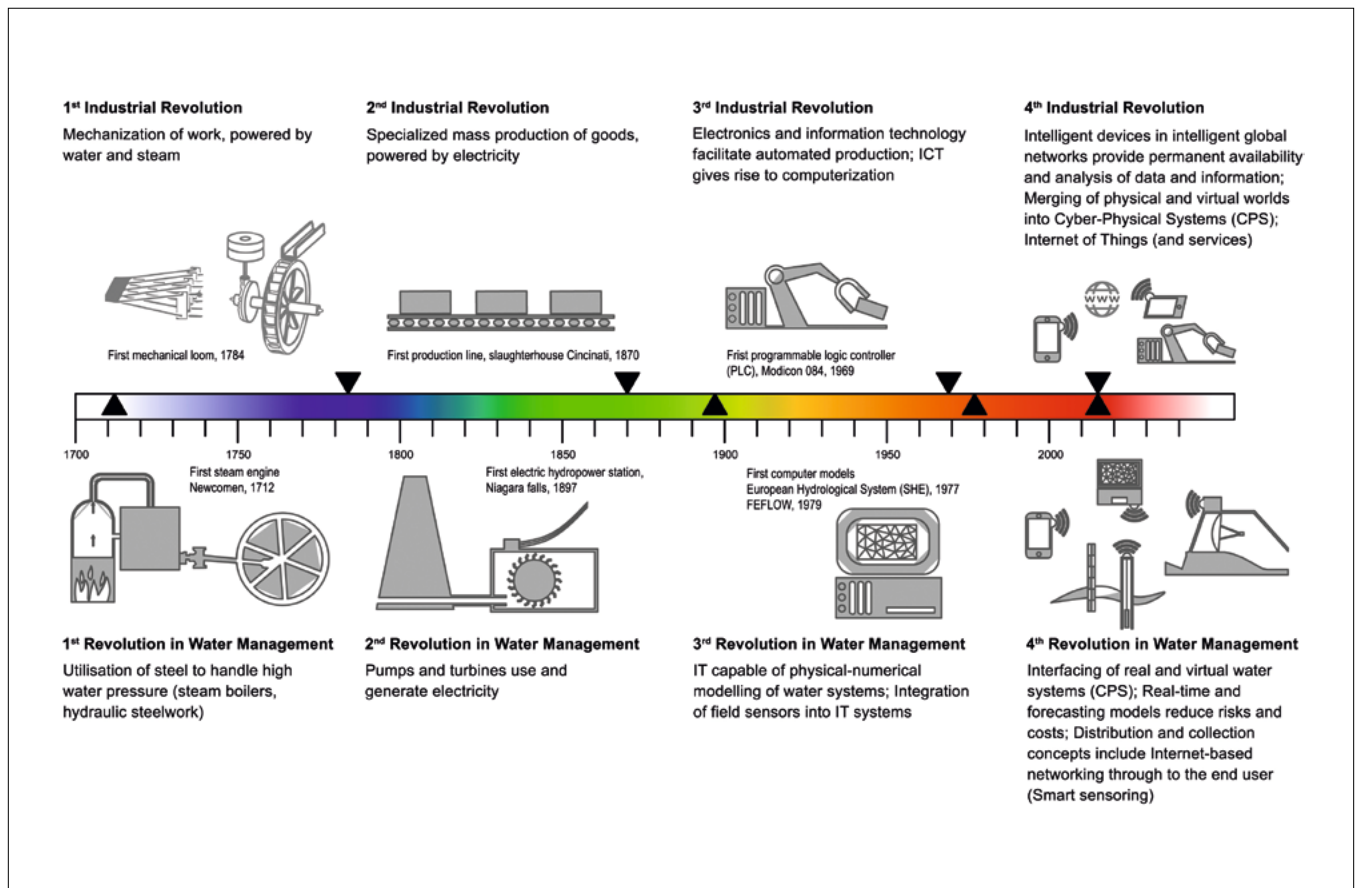 1st Industrial Revolution
Mechanization of work, powered by
water and steam
2nd Industrial Revolution
Specialized mass production of goods,
powered by electricity
3rd Industrial Revolution
Electronics and information technology
facilitate automated production; ICT
gives rise to computerization
4th Industrial Revolution
Intelligent devices in intelligent global
networks provide permanent availability
and analysis of data and information;
Merging of physical and virtual worlds
into Cyber-Physical Systems (CPS);
Internet of Things (and services)
WWW
First mechanical loom, 1784
First production line, slaughterhouse Cincinati, 1870
Frist programmable logic controller
(PLC), Modicon 084, 1969
1700 1750 1800 1850 1900 1950 2000
First steam engine
Newcomen, 1712
First electric hydropower station,
Niagara falls, 1897
First computer models
European Hydrological System (SHE), 1977
FEFLOW, 1979
1st Revolution in Water Management
Utilisation of steel to handle high
water pressure (steam boilers,
hydraulic steelwork)
2nd Revolution in Water Management
Pumps and turbines use and
generate electricity
3rd Revolution in Water Management
IT capable of physical-numerical
modelling of water systems; Integration
of field sensors into IT systems
4th Revolution in Water Management
Interfacing of real and virtual water
systems (CPS); Real-time and
forecasting models reduce risks and
costs; Distribution and collection
concepts include Internet-based
networking through to the end user
(Smart sensoring)